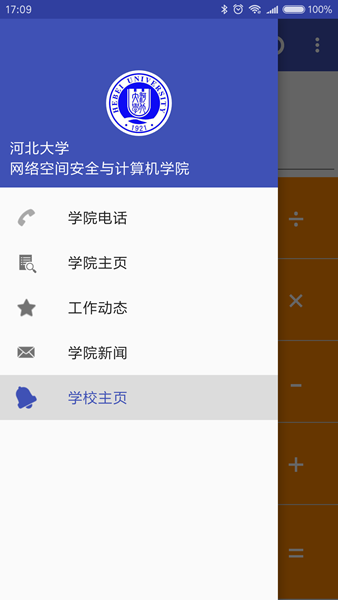 17:09
100%
HEBEI UNIVERSITY
1921
河北大学
网络空间安全与计算机学院
学院电话
学院主页
工作动态
学院新闻
学校主页
÷
×
-
+
=